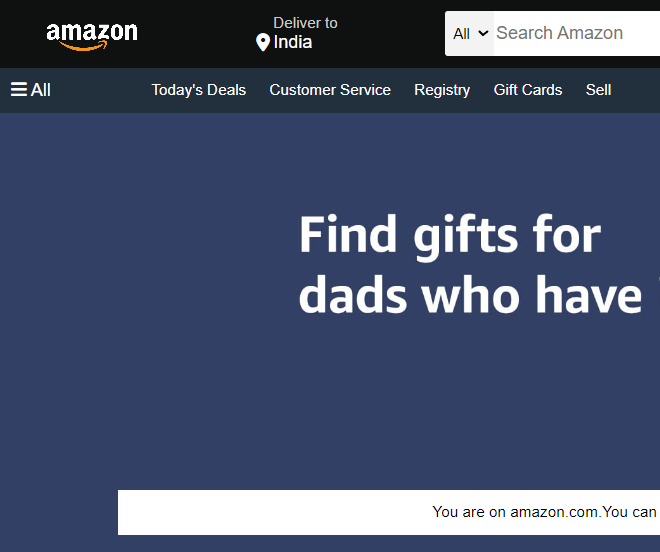 amazon
Deliver to
India
All
Search Amazon
All
Today's Deals
Customer Service
Registry
Gift Cards
Sell
Find gifts for
dads who have
You are on amazon.com.You can